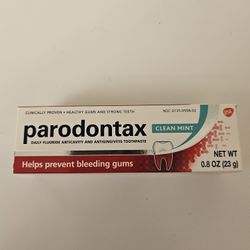 CLINICALLY PROVEN • HEALTHY GUMS AND STRONG TEETH
parodontax
CLEAN MINT
DAILY FLUORIDE ANTICAVITY AND ANTIGINGIVITIS TOOTHPASTE
Helps prevent bleeding gums
NET WT
0.8 OZ (23 g)